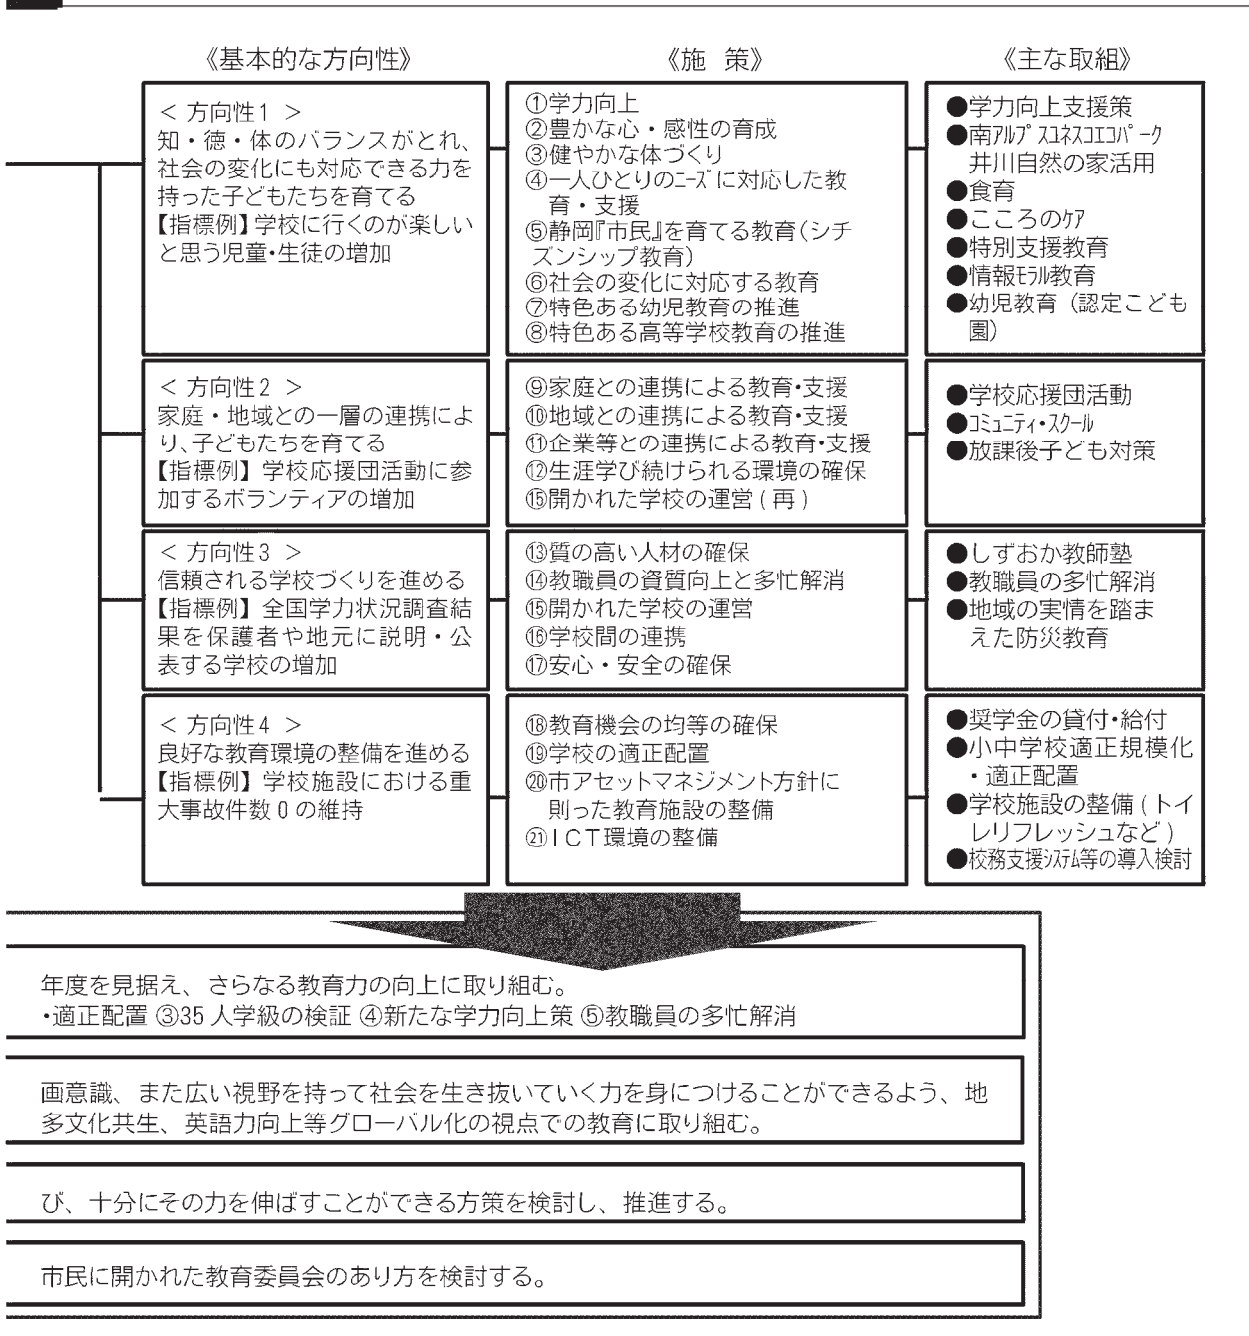 《基本的な方向性》
《施 策》
《主な取組》
< 方向性1 >
知・徳・体のバランスがとれ、
社会の変化にも対応できる力を
持った子どもたちを育てる
【指標例】学校に行くのが楽しい
と思う児童・生徒の増加
①学力向上
②豊かな心・感性の育成
③健やかな体づくり
④一人ひとりのﾆｰｽﾞに対応した教
育・支援
⑤静岡『市民』を育てる教育(シチ
ズンシップ教育)
⑥社会の変化に対応する教育
⑦特色ある幼児教育の推進
⑧特色ある高等学校教育の推進
●学力向上支援策
●南ｱﾙﾌﾟｽﾕﾈｽｺｴｺﾊﾟｰｸ
井川自然の家活用
●食育
●こころのｹｱ
●特別支援教育
●情報ﾓﾗﾙ教育
●幼児教育(認定こども
園)
< 方向性2 >
家庭・地域との一層の連携によ
り、子どもたちを育てる
【指標例】学校応援団活動に参
加するボランティアの増加
⑨家庭との連携による教育・支援
⑩地域との連携による教育・支援
⑪企業等との連携による教育・支援
⑫生涯学び続けられる環境の確保
⑮開かれた学校の運営(再)
●学校応援団活動
●ｺﾐｭﾆﾃｨ・ｽｸｰﾙ
●放課後子ども対策
< 方向性3 >
信頼される学校づくりを進める
【指標例】全国学力状況調査結
果を保護者や地元に説明・公
表する学校の増加
⑬質の高い人材の確保
⑭教職員の資質向上と多忙解消
⑮開かれた学校の運営
⑯学校間の連携
⑰安心・安全の確保
●しずおか教師塾
●教職員の多忙解消
●地域の実情を踏ま
えた防災教育
< 方向性4 >
良好な教育環境の整備を進める
【指標例】学校施設における重
大事故件数0の維持
⑱教育機会の均等の確保
⑲学校の適正配置
⑳市アセットマネジメント方針に
則った教育施設の整備
㉑ICT環境の整備
●奨学金の貸付・給付
●小中学校適正規模化
・適正配置
●学校施設の整備(トイ
レリフレッシュなど)
●校務支援ｼｽﾃﾑ等の導入検討
年度を見据え、さらなる教育力の向上に取り組む。
・適正配置 ③35人学級の検証 ④新たな学力向上策 ⑤教職員の多忙解消
画意識、また広い視野を持って社会を生き抜いていく力を身につけることができるよう、地
多文化共生、英語力向上等グローバル化の視点での教育に取り組む。
び、十分にその力を伸ばすことができる方策を検討し、推進する。
市民に開かれた教育委員会のあり方を検討する。